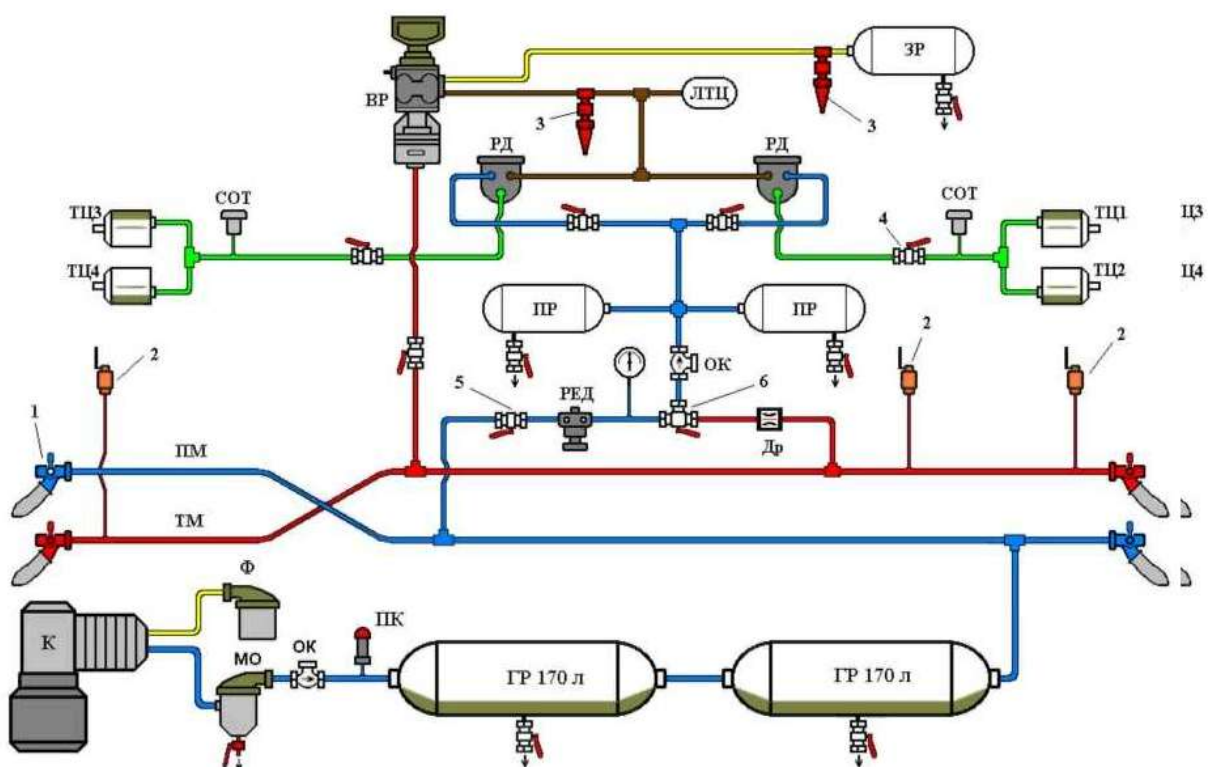 ЗР
ВР
ЛТЦ
3
3
РД
РД
СОТ
СОТ
ТЦ3
4
ТЦ1
Ц3
ТЦ4
ТЦ2
Ц4
ПР
ПР
2
2
2
ОК
5
РЕД
6
1
Др
ПМ
ТМ
Ф
ПК
К
МО
ОК
ГР 170 л
ГР 170 л